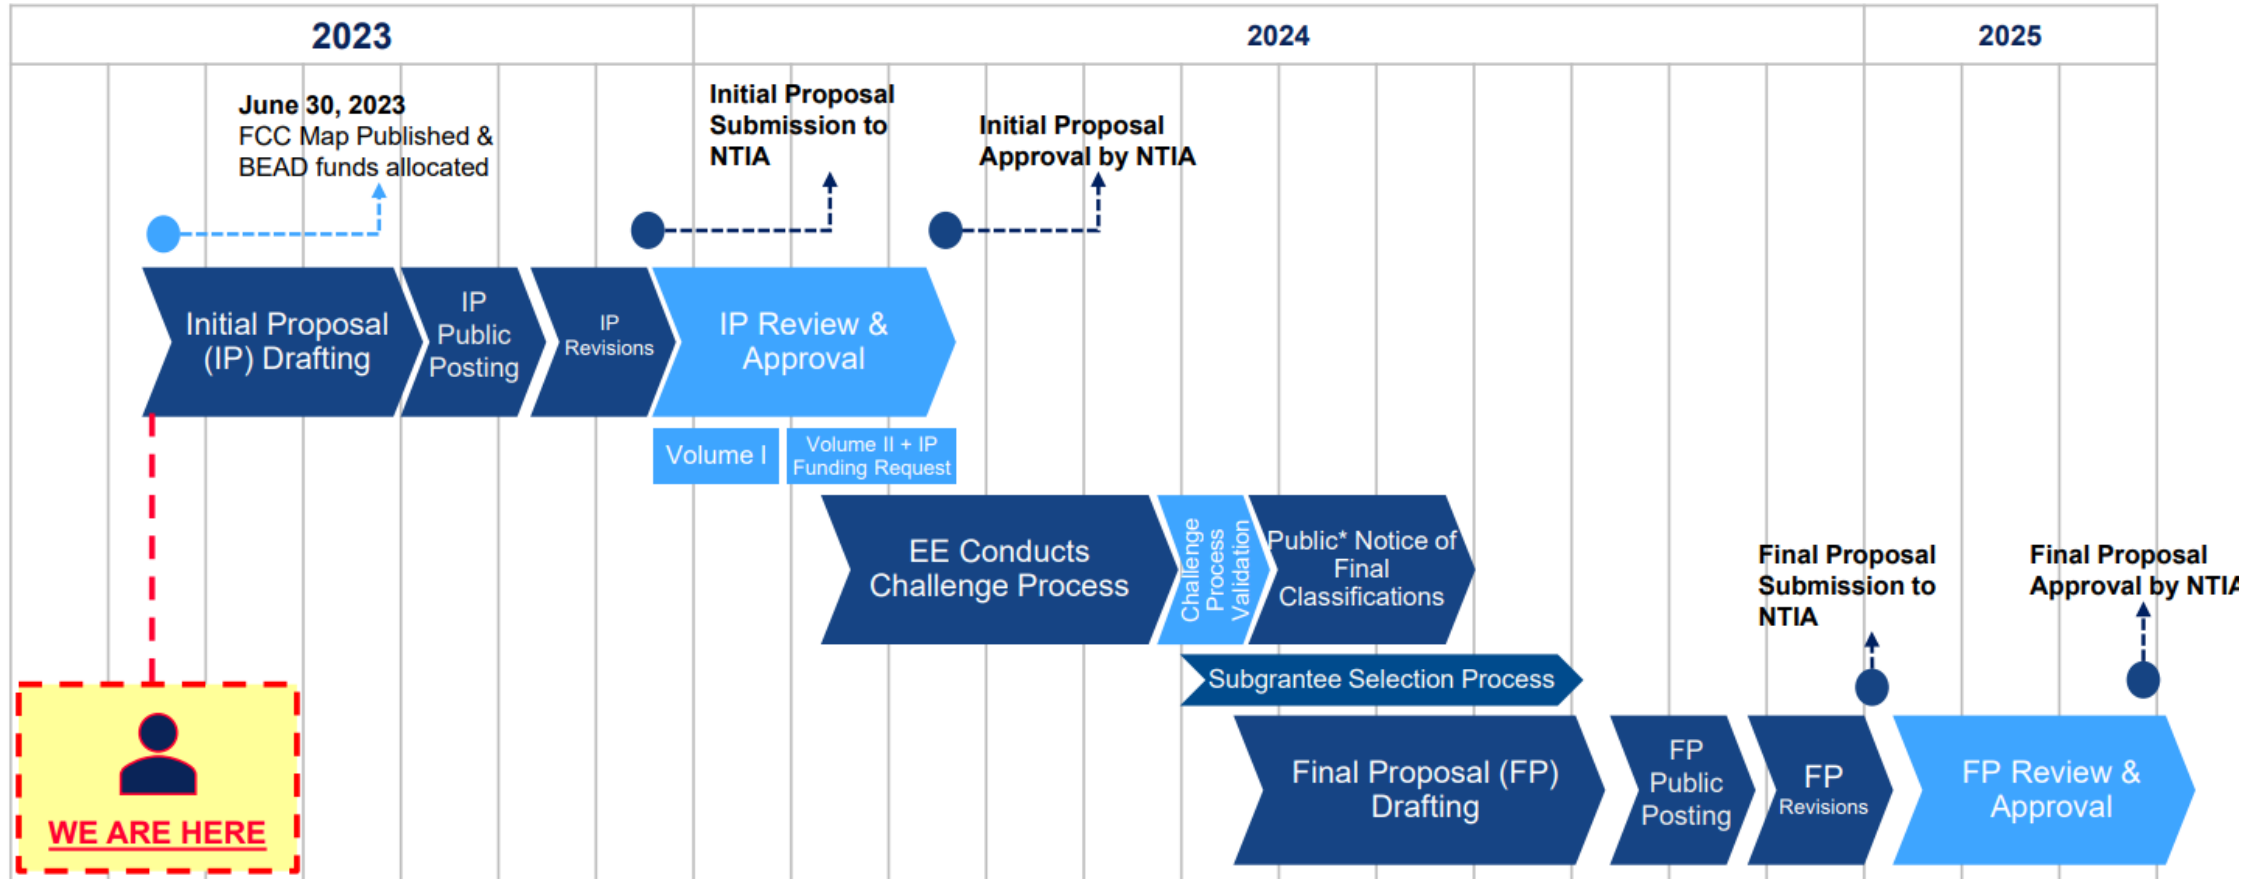 2023
2024
2025
June 30, 2023
FCC Map Published &
BEAD funds allocated
Initial Proposal
Submission to
NTIA
Initial Proposal
Approval by NTIA
Initial Proposal
(IP) Drafting
IP
Public
Posting
IP
Revisions
IP Review &
Approval
Volume I
Volume II + IP
Funding Request
EE Conducts
Challenge Process
Challenge
Process
Validation
Public* Notice of
Final
Classifications
Subgrantee Selection Process
Final Proposal
Submission to
NTIA
Final Proposal
Approval by NTIA
Final Proposal (FP)
Drafting
FP
Public
Posting
FP
Revisions
FP Review &
Approval
WE ARE HERE